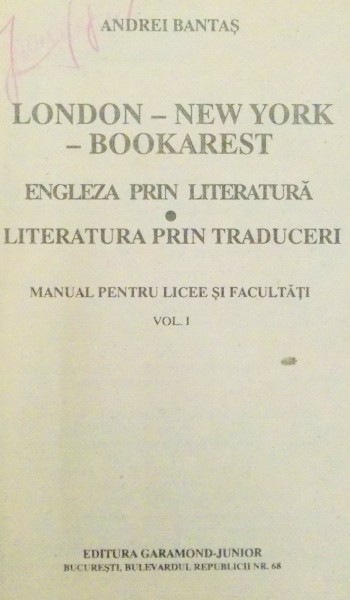 ANDREI BANTAȘ
LONDON – NEW YORK
– BOOKAREST
ENGLEZA PRIN LITERATURĂ
●
LITERATURA PRIN TRADUCERI
MANUAL PENTRU LICEE ȘI FACULTĂȚI
VOL. I
EDITURA GARAMOND-JUNIOR
BUCUREȘTI, BULEVARDUL REPUBLICII NR. 68